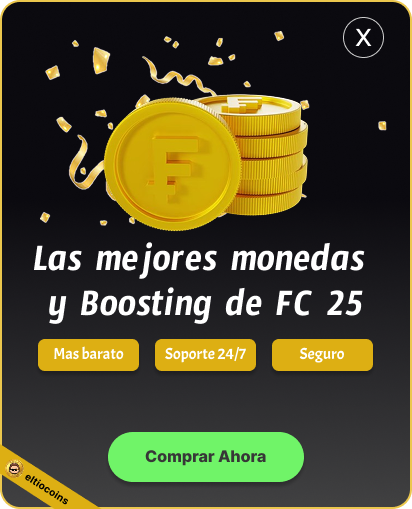 X
Las mejores monedas
y Boosting de FC 25
Mas barato
Soporte 24/7
Seguro
Comprar Ahora
eltiocoins